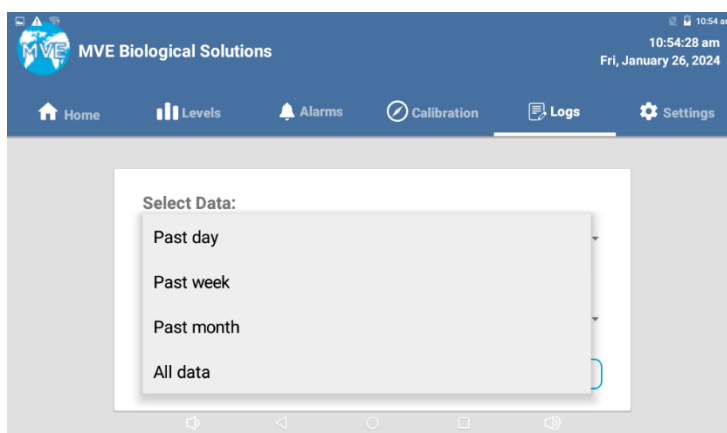 10:54 am
MVE
MVE Biological Solutions
10:54:28 am
Fri, January 26, 2024
Home
Levels
Alarms
Calibration
Logs
Settings
Select Data:
Past day
Past week
Past month
All data